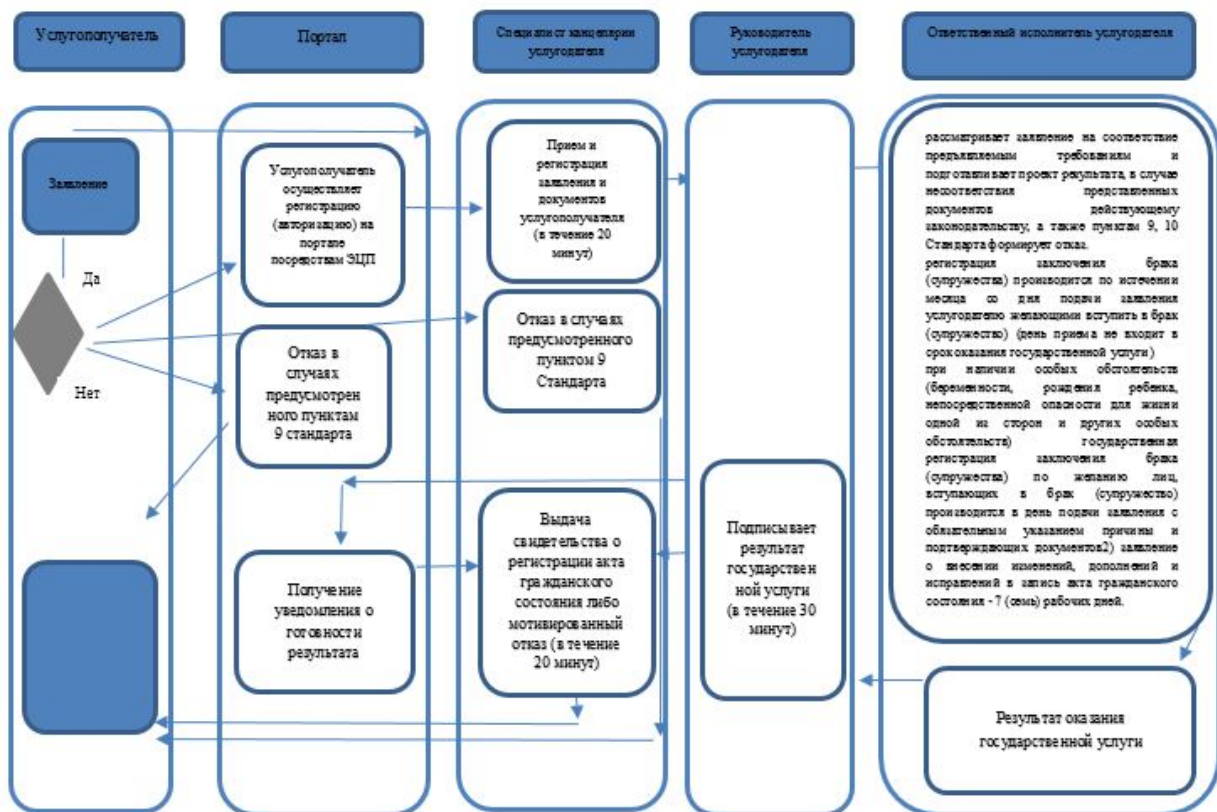 Услугополучатель
Портал
Специалист канцелярии
услугодателя
Руководитель
услугодателя
Ответственный исполнитель услугодателя
Заявление
Да
Нет
Услугополучатель
осуществляет
регистрацию
(авторизацию) на
портале
посредствам ЭЦП
Отказ в
случаях
предусмотрен
ного пунктам
9 стандарта
Получение
уведомления о
готовности
результата
Прием и
регистрация
заявления и
документов
услугополучателя
(в течение 20
минут)
Отказ в случаях
предусмотренного
пунктом 9
Стандарта
Выдача
свидетельства о
регистрации акта
гражданского
состояния либо
мотивированный
отказ (в течение
20 минут)
Подписывает
результат
государствен
ной услуги
(в течение 30
минут)
рассматривает заявление на соответствие
предъявляемым требованиям и
подготавливает проект результата, в случае
несоответствия представленных
документов действующему
законодательству, а также пунктам 9, 10
Стандарта формирует отказ.
регистрация заключения брака
(супружества) производится по истечении
месяца со дня подачи заявления
услугодателю желающими вступить в брак
(супружество) (день приема не входит в
срок оказания государственной услуги)
при наличии особых обстоятельств
(беременности, рождения ребенка,
непосредственной опасности для жизни
одной из сторон и других особых
обстоятельств) государственная
регистрация заключения брака
(супружества) по желанию лиц,
вступающих в брак (супружество)
производится в день подачи заявления с
обязательным указанием причины и
подтверждающих документов2) заявление
о внесении изменений, дополнений и
исправлений в запись акта гражданского
состояния - 7 (семь) рабочих дней.
Результат оказания
государственной услуги